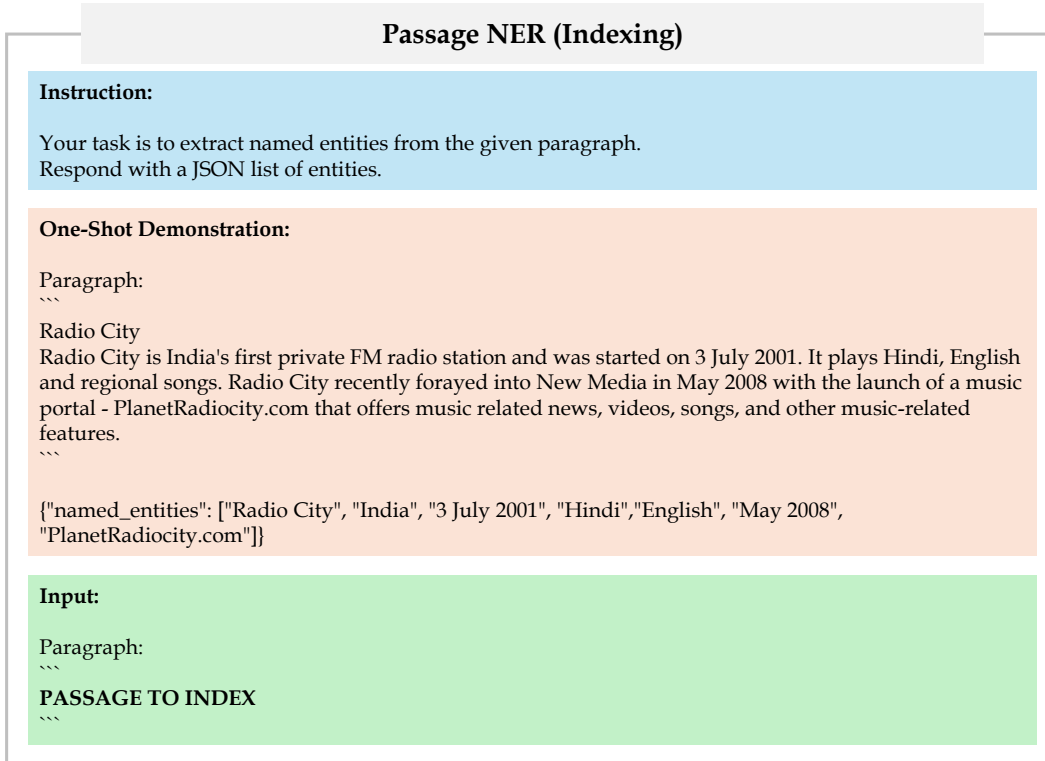 Passage NER (Indexing)
Instruction:
Your task is to extract named entities from the given paragraph.
Respond with a JSON list of entities.
One-Shot Demonstration:
Paragraph:
```
Radio City
Radio City is India's first private FM radio station and was started on 3 July 2001. It plays Hindi, English
and regional songs. Radio City recently forayed into New Media in May 2008 with the launch of a music
portal - PlanetRadiocity.com that offers music related news, videos, songs, and other music-related
features.
```
{"named_entities": ["Radio City", "India", "3 July 2001", "Hindi","English", "May 2008",
"PlanetRadiocity.com"]}
Input:
Paragraph:
```
PASSAGE TO INDEX
```